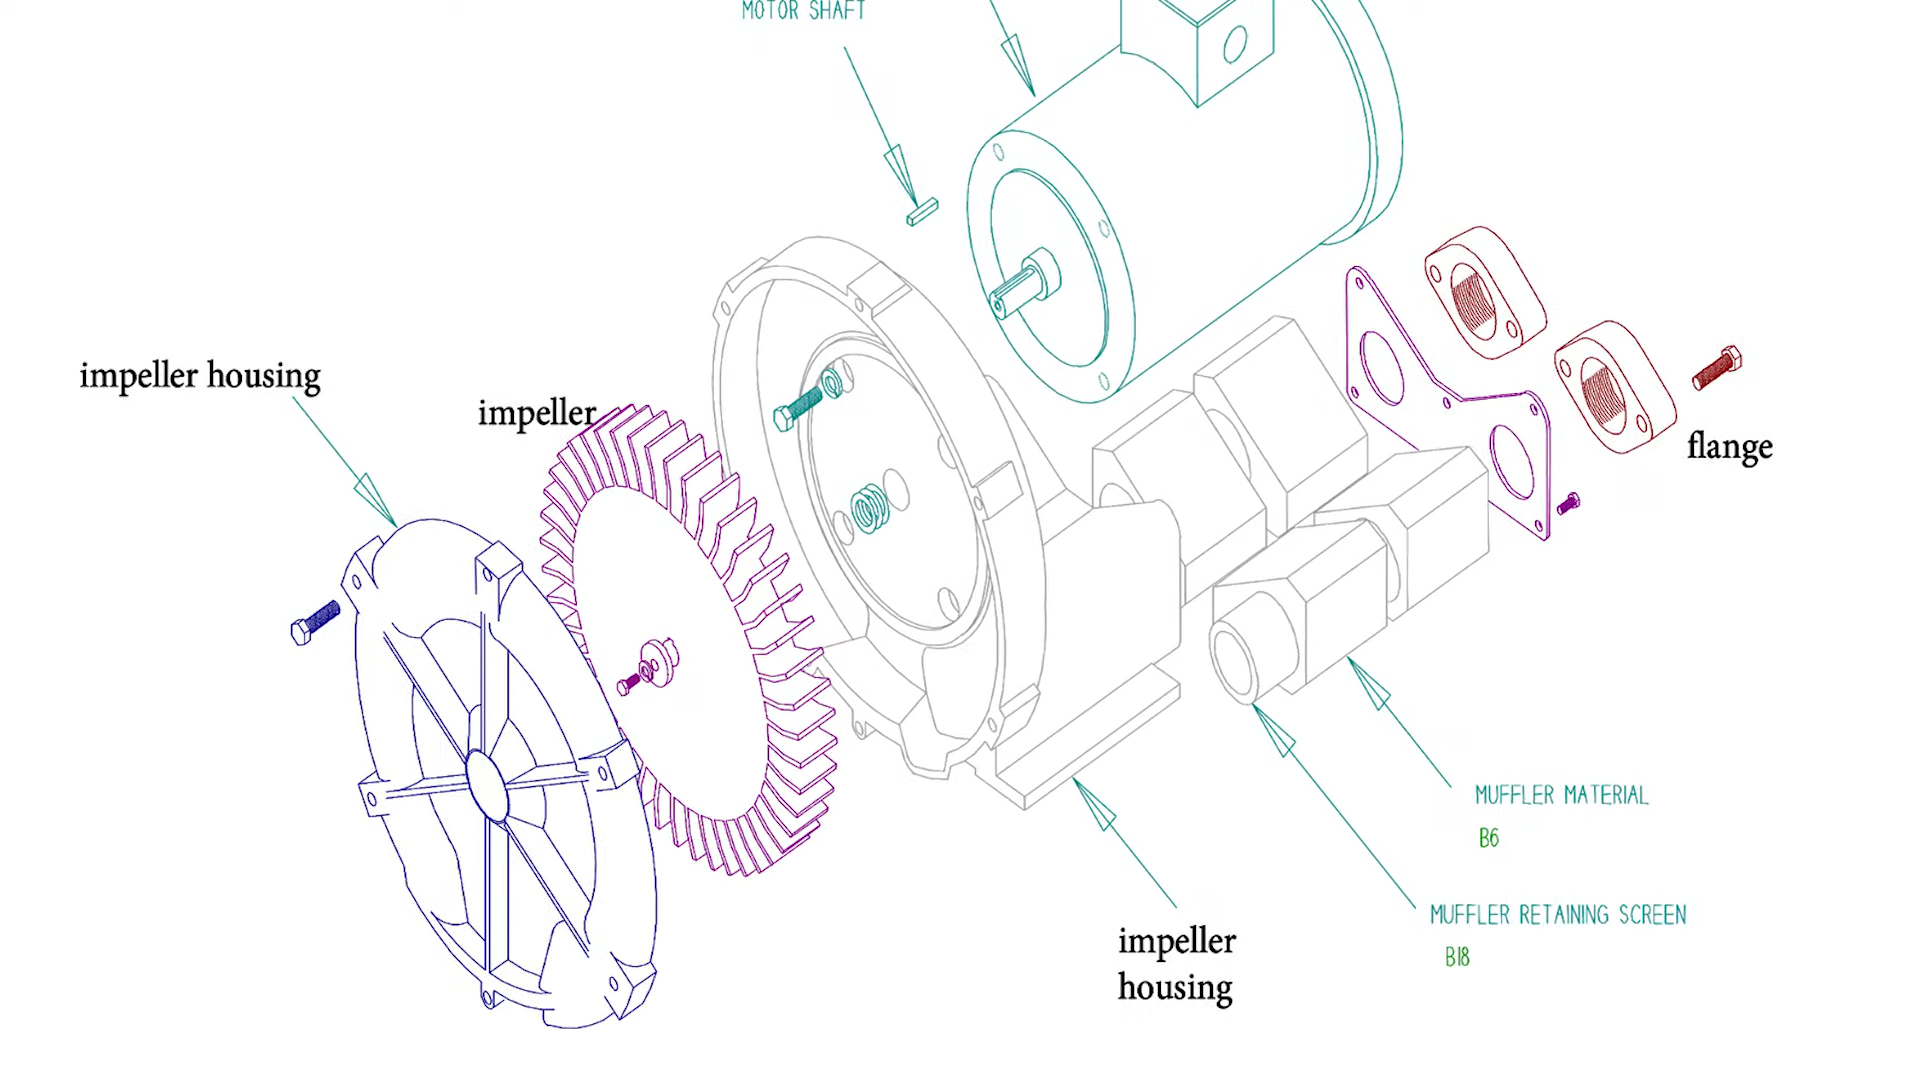 MOTOR SHAFT
impeller housing
impeller
flange
MUFFLER MATERIAL
B6
MUFFLER RETAINING SCREEN
B18
impeller
housing